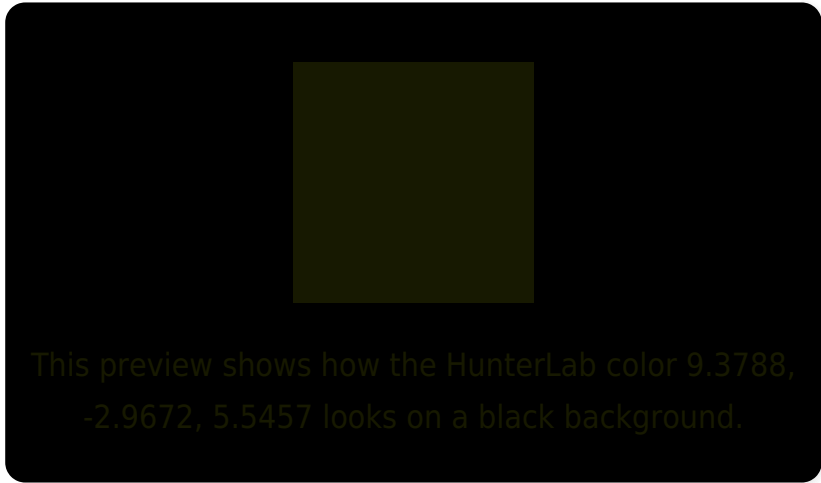 This preview shows how the HunterLab color 9.3788,
-2.9672, 5.5457 looks on a black background.